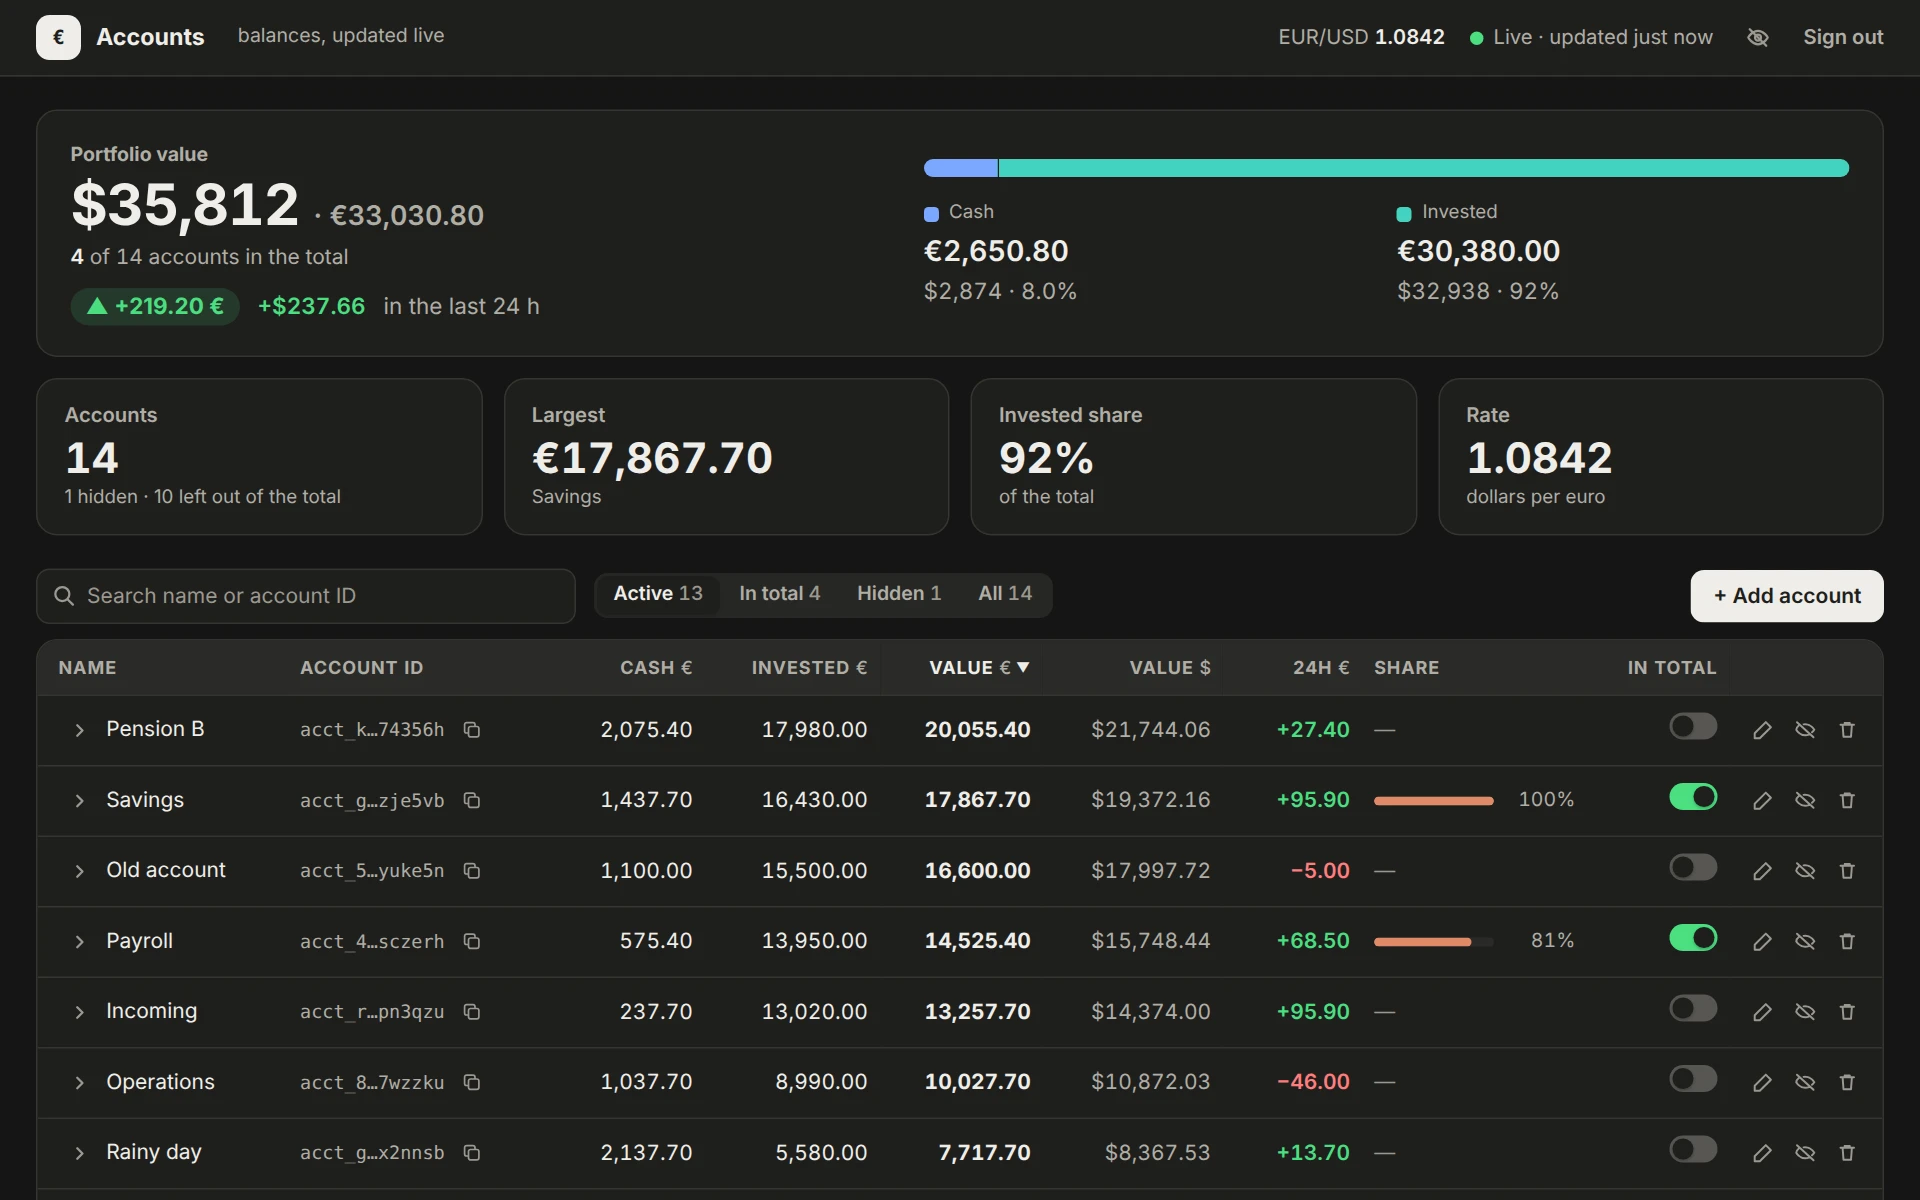 € Accounts balances, updated live EUR/USD 1.0842 Live · updated just now Sign out
Portfolio value
$35,812 · €33,030.80
4 of 14 accounts in the total
▲ +219.20 € +$237.66 in the last 24 h
Cash
€2,650.80
$2,874 · 8.0%
Invested
€30,380.00
$32,938 · 92%
Accounts
14
1 hidden · 10 left out of the total
Largest
€17,867.70
Savings
Invested share
92%
of the total
Rate
1.0842
dollars per euro
Search name or account ID
Active 13 In total 4 Hidden 1 All 14
+ Add account
NAME ACCOUNT ID CASH € INVESTED € VALUE € ▼ VALUE $ 24H € SHARE IN TOTAL
Pension B acct_k…74356h 2,075.40 17,980.00 20,055.40 $21,744.06 +27.40 —
Savings acct_g…zje5vb 1,437.70 16,430.00 17,867.70 $19,372.16 +95.90 100%
Old account acct_5…yuke5n 1,100.00 15,500.00 16,600.00 $17,997.72 −5.00 —
Payroll acct_4…sczerh 575.40 13,950.00 14,525.40 $15,748.44 +68.50 81%
Incoming acct_r…pn3qzu 237.70 13,020.00 13,257.70 $14,374.00 +95.90 —
Operations acct_8…7wzzku 1,037.70 8,990.00 10,027.70 $10,872.03 −46.00 —
Rainy day acct_g…x2nnsb 2,137.70 5,580.00 7,717.70 $8,367.53 +13.70 —